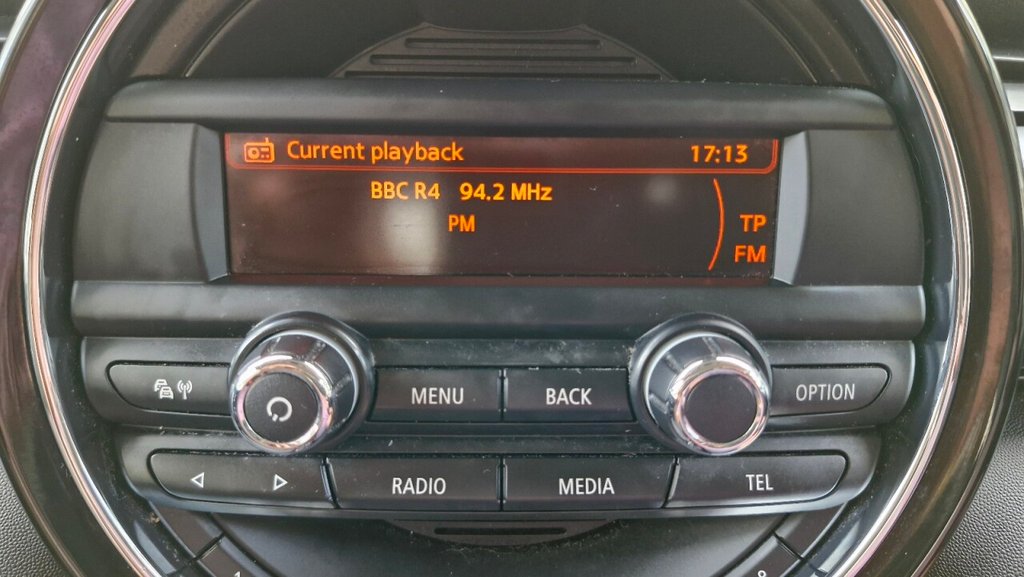 Current playback 17:13
BBC R4 94.2 MHz
PM
TP
FM
MENU BACK OPTION
RADIO MEDIA TEL